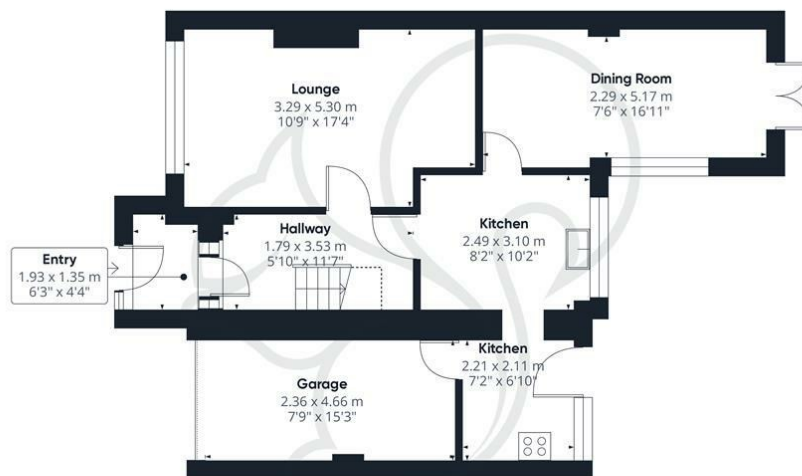 Lounge
3.29 x 5.30 m
10'9" x 17'4"
Dining Room
2.29 x 5.17 m
7'6" x 16'11"
Entry
1.93 x 1.35 m
6'3" x 4'4"
Hallway
1.79 x 3.53 m
5'10" x 11'7"
Kitchen
2.49 x 3.10 m
8'2" x 10'2"
Kitchen
2.21 x 2.11 m
7'2" x 6'10"
Garage
2.36 x 4.66 m
7'9" x 15'3"